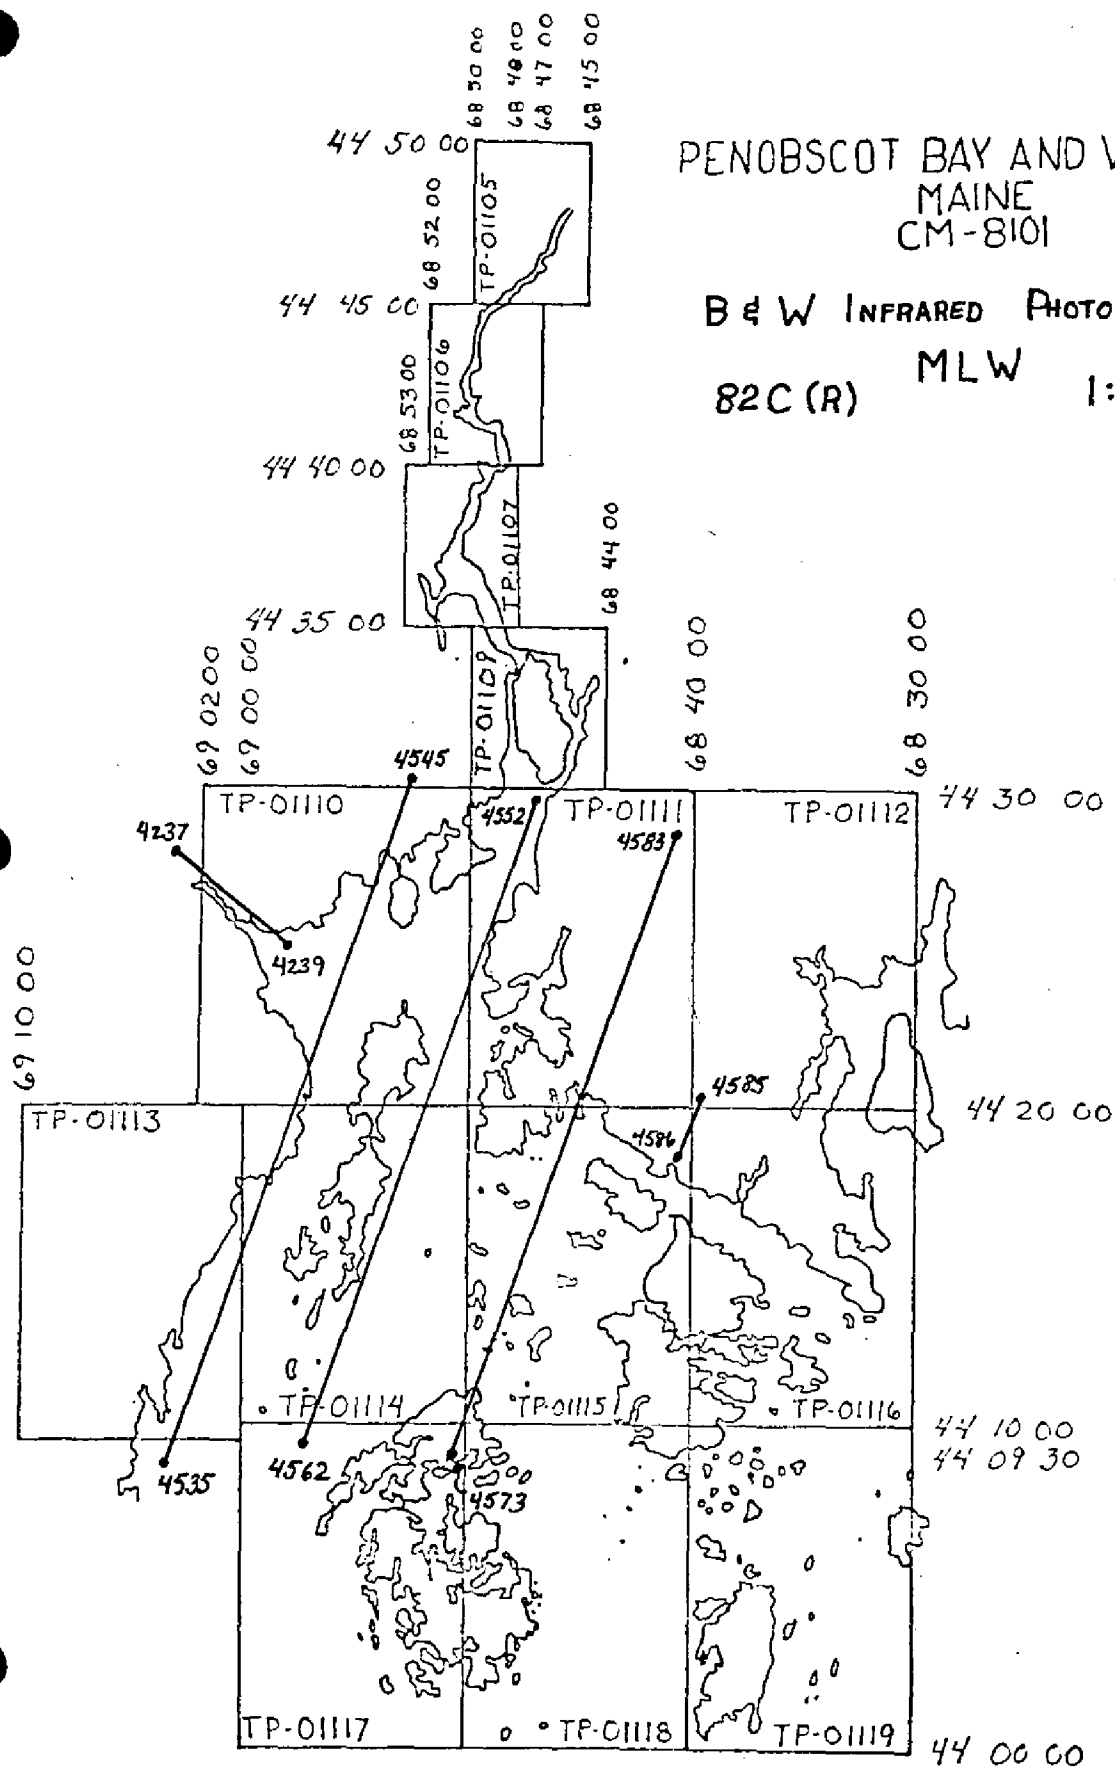 68 50 00
68 48 00
68 47 00
68 45 00
44 50 00
PENOBSCOT BAY AND
MAINE
CM-8101
68 52 00
TP-01105
44 45 00
B & W INFRARED PHOTO
MLW
82C (R)
1:
68 53 00
TP-01106
44 40 00
TP-01107
68 44 00
44 35 00
69 02 00
69 00 00
TP-01109
68 40 00
68 30 00
4545
TP-01110
4552
TP-01111
4583
TP-01112
44 30 00
4237
4239
69 10 00
4585
44 20 00
TP-01113
4586
TP-01114
TP-01115
TP-01116
44 10 00
44 09 30
4535
4562
4573
TP-01117
TP-01118
TP-01119
44 00 00